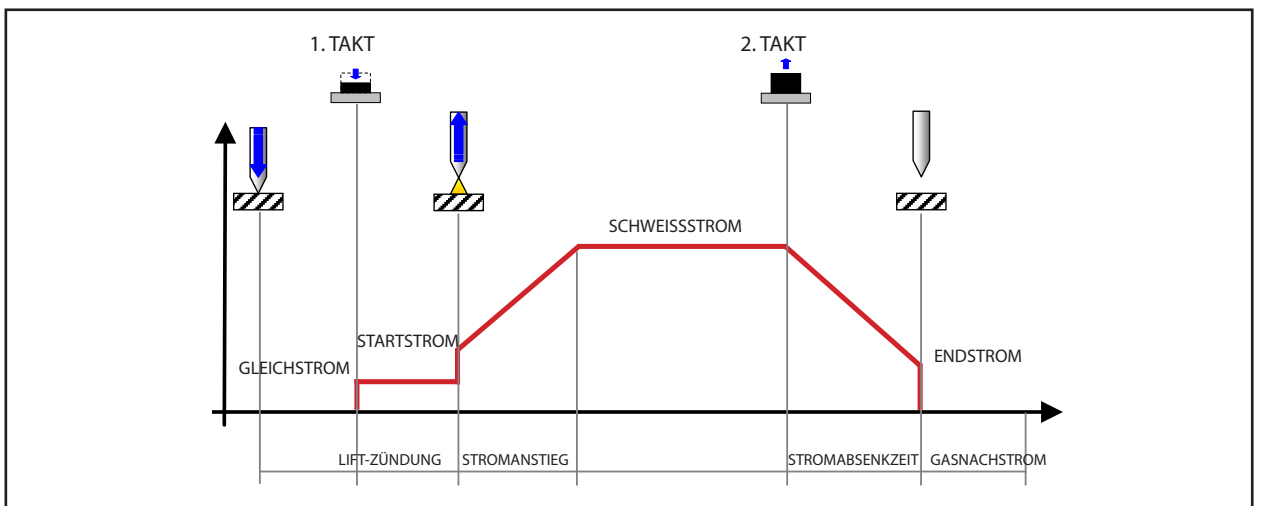 1. TAKT
2. TAKT
SCHWEISSSTROM
STARTSTROM
ENDSTROM
GLEICHSTROM
LIFT-ZÜNDUNG
STROMANSTIEG
STROMABSENKZEIT
GASNACHSTROM